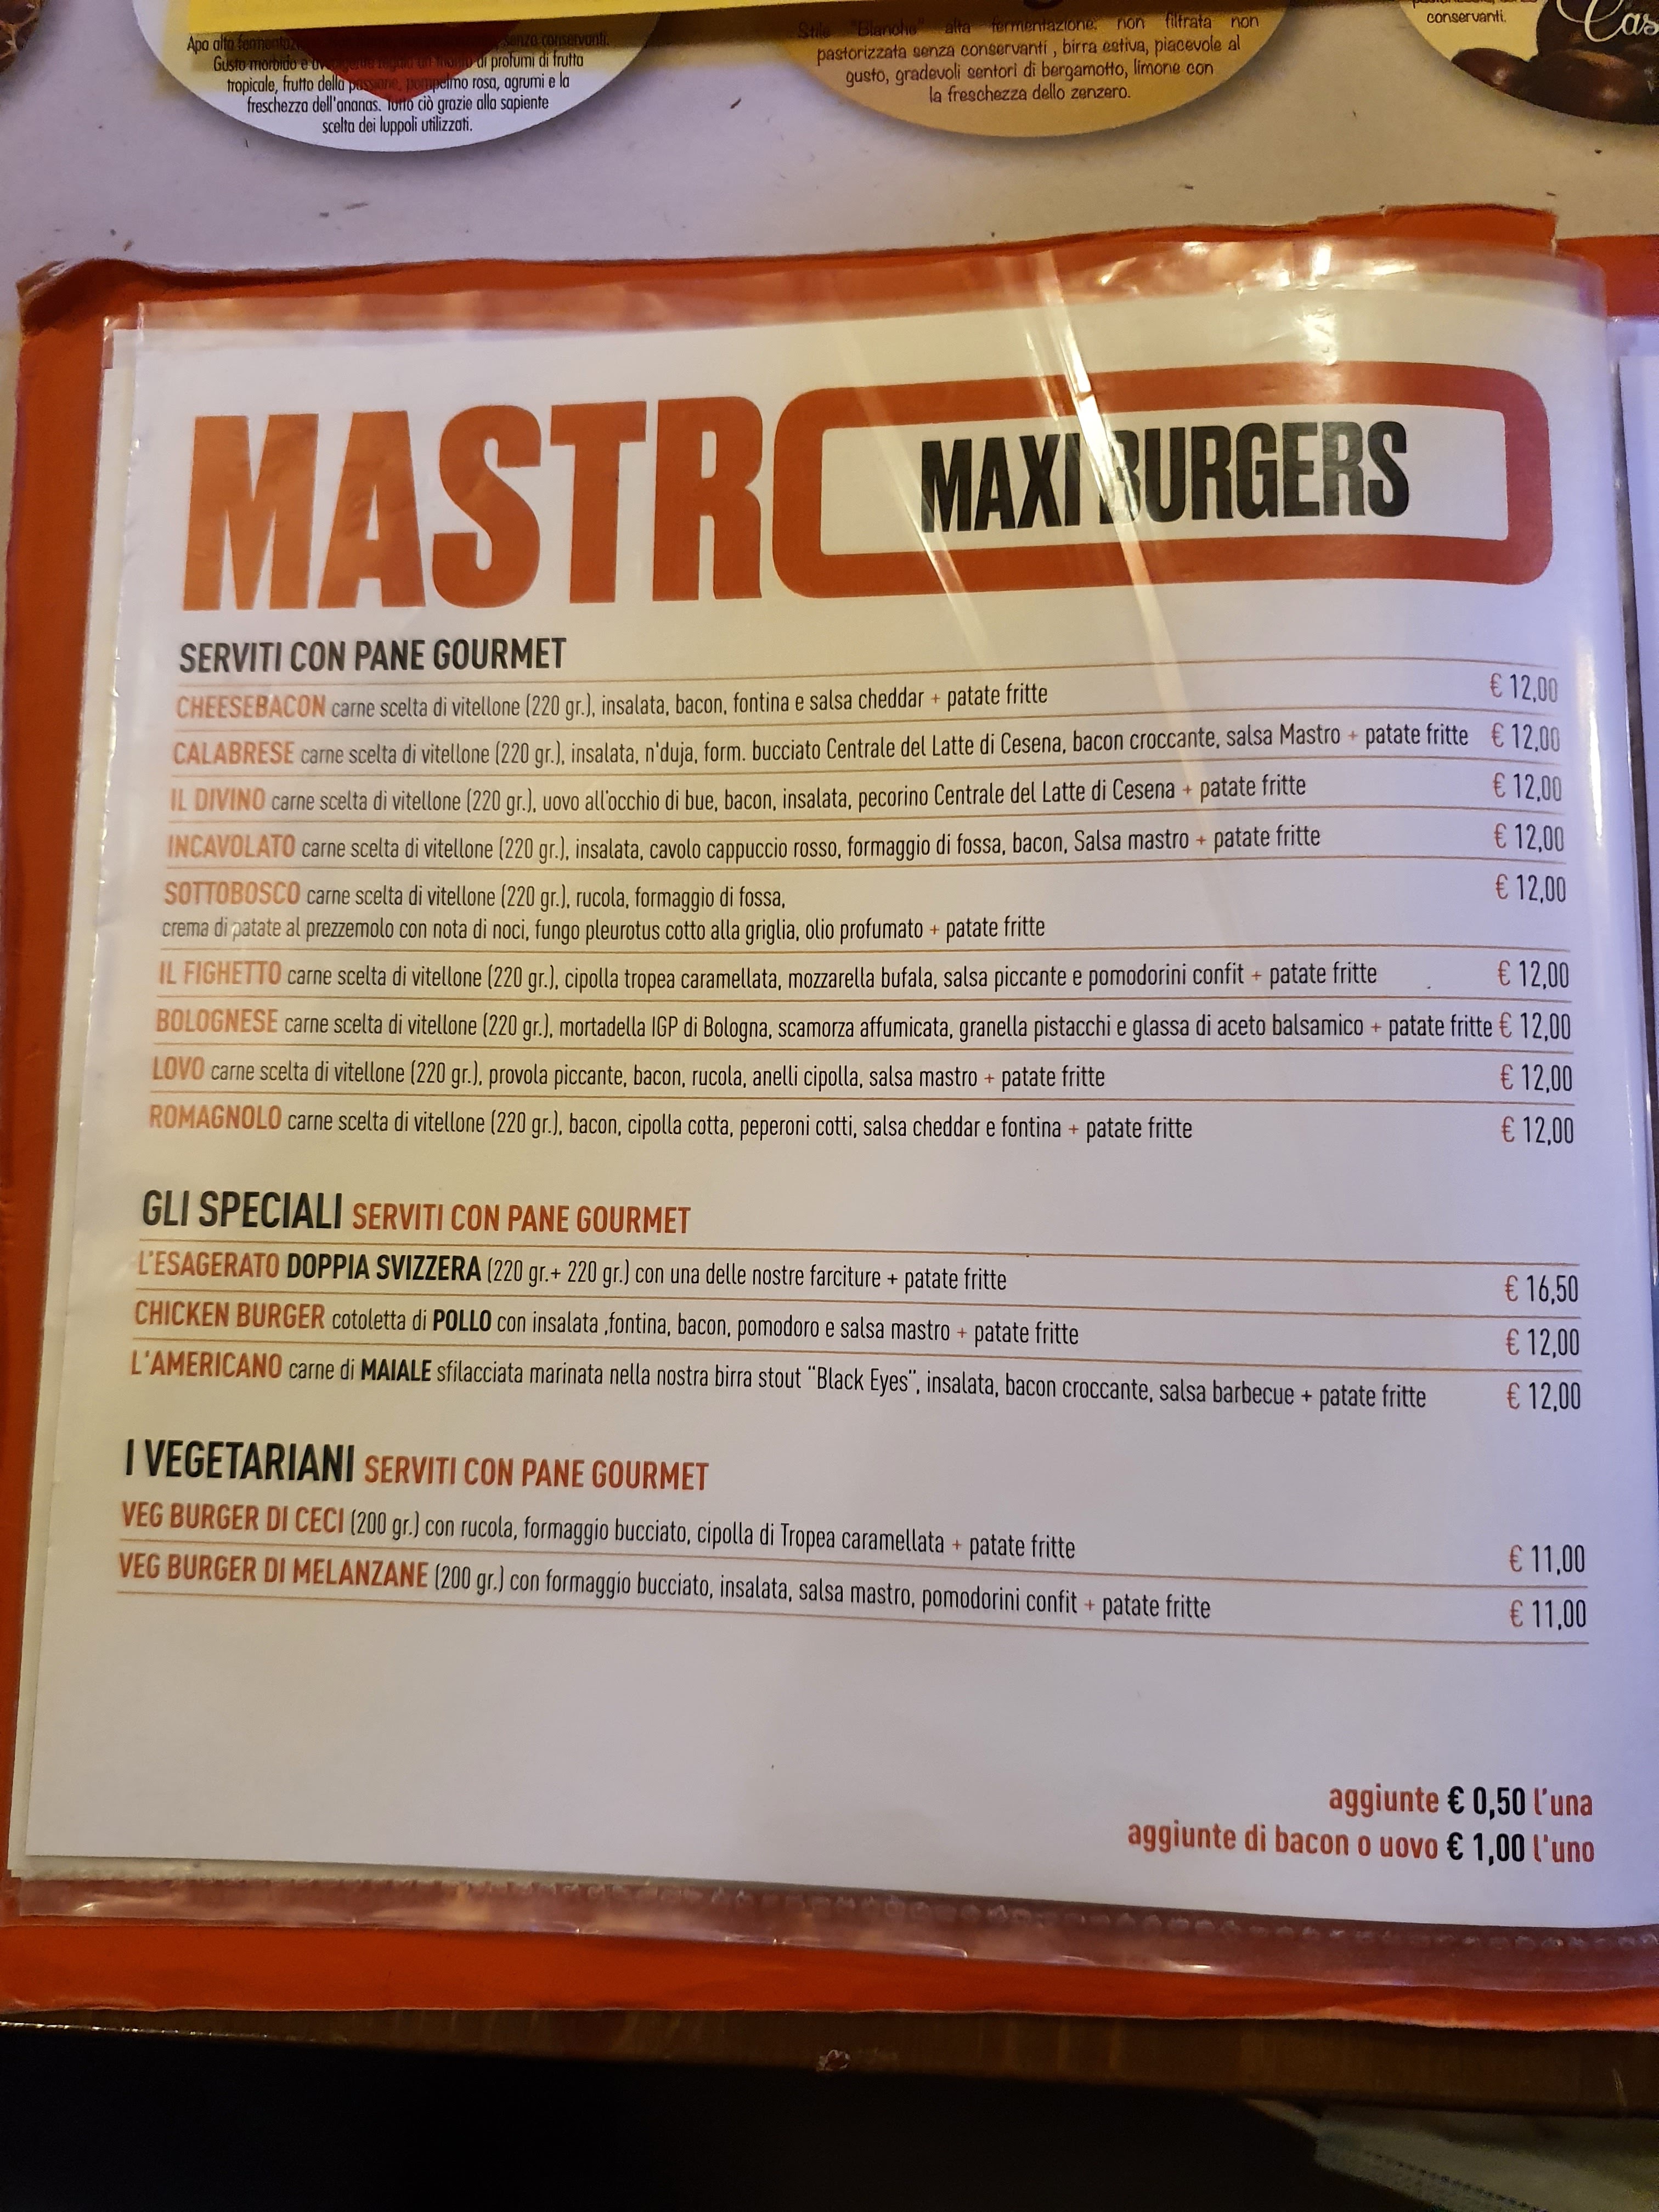 Apa alta
senza conservanti.
Gusto morbido e
di profumi di frutta
tropicale, frutto della passione, pompelmo rosa, agrumi e la
freschezza dell'ananas. Tutto ciò grazie alla sapiente
scelta dei luppoli utilizzati.
Stile "Blanche" alta fermentazione, non filtrata non
pastorizzata senza conservanti , birra estiva, piacevole al
gusto, gradevoli sentori di bergamotto, limone con
la freschezza dello zenzero.
conservanti.
Cas
MASTRO MAXI BURGERS
SERVITI CON PANE GOURMET
CHEESEBACON carne scelta di vitellone (220 gr.), insalata, bacon, fontina e salsa cheddar + patate fritte € 12,00
CALABRESE carne scelta di vitellone (220 gr.), insalata, n'duja, form. bucciato Centrale del Latte di Cesena, bacon croccante, salsa Mastro + patate fritte € 12,00
IL DIVINO carne scelta di vitellone (220 gr.), uovo all'occhio di bue, bacon, insalata, pecorino Centrale del Latte di Cesena + patate fritte € 12,00
INCAVOLATO carne scelta di vitellone (220 gr.), insalata, cavolo cappuccio rosso, formaggio di fossa, bacon, Salsa mastro + patate fritte € 12,00
SOTTOBOSCO carne scelta di vitellone (220 gr.), rucola, formaggio di fossa, € 12,00
crema di patate al prezzemolo con nota di noci, fungo pleurotus cotto alla griglia, olio profumato + patate fritte
IL FIGHETTO carne scelta di vitellone (220 gr.), cipolla tropea caramellata, mozzarella bufala, salsa piccante e pomodorini confit + patate fritte € 12,00
BOLOGNESE carne scelta di vitellone (220 gr.), mortadella IGP di Bologna, scamorza affumicata, granella pistacchi e glassa di aceto balsamico + patate fritte € 12,00
LOVO carne scelta di vitellone (220 gr.), provola piccante, bacon, rucola, anelli cipolla, salsa mastro + patate fritte € 12,00
ROMAGNOLO carne scelta di vitellone (220 gr.), bacon, cipolla cotta, peperoni cotti, salsa cheddar e fontina + patate fritte € 12,00
GLI SPECIALI SERVITI CON PANE GOURMET
L'ESAGERATO DOPPIA SVIZZERA (220 gr.+ 220 gr.) con una delle nostre farciture + patate fritte € 16,50
CHICKEN BURGER cotoletta di POLLO con insalata ,fontina, bacon, pomodoro e salsa mastro + patate fritte € 12,00
L'AMERICANO carne di MAIALE sfilacciata marinata nella nostra birra stout "Black Eyes", insalata, bacon croccante, salsa barbecue + patate fritte € 12,00
I VEGETARIANI SERVITI CON PANE GOURMET
VEG BURGER DI CECI (200 gr.) con rucola, formaggio bucciato, cipolla di Tropea caramellata + patate fritte € 11,00
VEG BURGER DI MELANZANE (200 gr.) con formaggio bucciato, insalata, salsa mastro, pomodorini confit + patate fritte € 11,00
aggiunte € 0,50 l'una
aggiunte di bacon o uovo € 1,00 l'uno